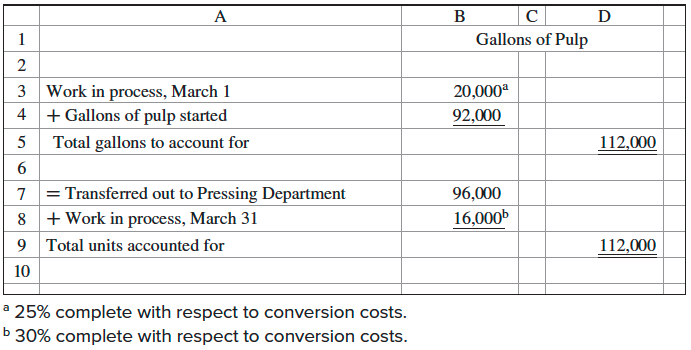 A B C D
1 Gallons of Pulp
2
3 Work in process, March 1 20,000ᵃ
4 + Gallons of pulp started 92,000
5 Total gallons to account for 112,000
6
7 = Transferred out to Pressing Department 96,000
8 + Work in process, March 31 16,000ᵇ
9 Total units accounted for 112,000
10
ᵃ 25% complete with respect to conversion costs.
ᵇ 30% complete with respect to conversion costs.